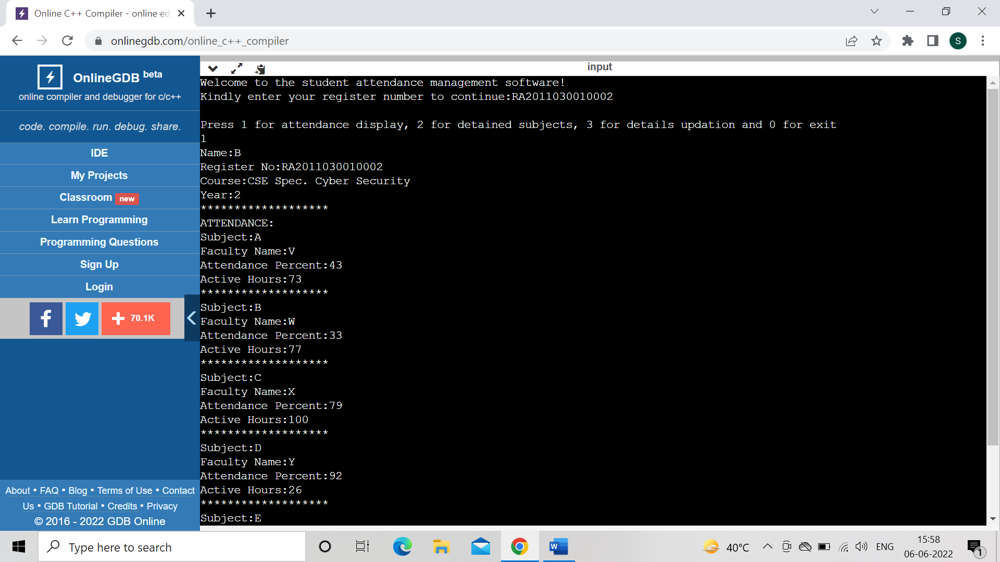 Online C++ Compiler - online ed
onlinegdb.com/online_c++_compiler
S
OnlineGDB beta
online compiler and debugger for c/c++
code. compile. run. debug. share.
IDE
My Projects
Classroom new
Learn Programming
Programming Questions
Sign Up
Login
f
70.1K
About • FAQ • Blog • Terms of Use • Contact
Us • GDB Tutorial • Credits • Privacy
© 2016 - 2022 GDB Online
input
Welcome to the student attendance management software!
Kindly enter your register number to continue:RA2011030010002
Press 1 for attendance display, 2 for detained subjects, 3 for details updation and 0 for exit
1
Name:B
Register No:RA2011030010002
Course:CSE Spec. Cyber Security
Year:2
*******************
ATTENDANCE:
Subject:A
Faculty Name:V
Attendance Percent:43
Active Hours:73
*******************
Subject:B
Faculty Name:W
Attendance Percent:33
Active Hours:77
*******************
Subject:C
Faculty Name:X
Attendance Percent:79
Active Hours:100
*******************
Subject:D
Faculty Name:Y
Attendance Percent:92
Active Hours:26
*******************
Subject:E
Type here to search
W
40°C
ENG
15:58
06-06-2022
1